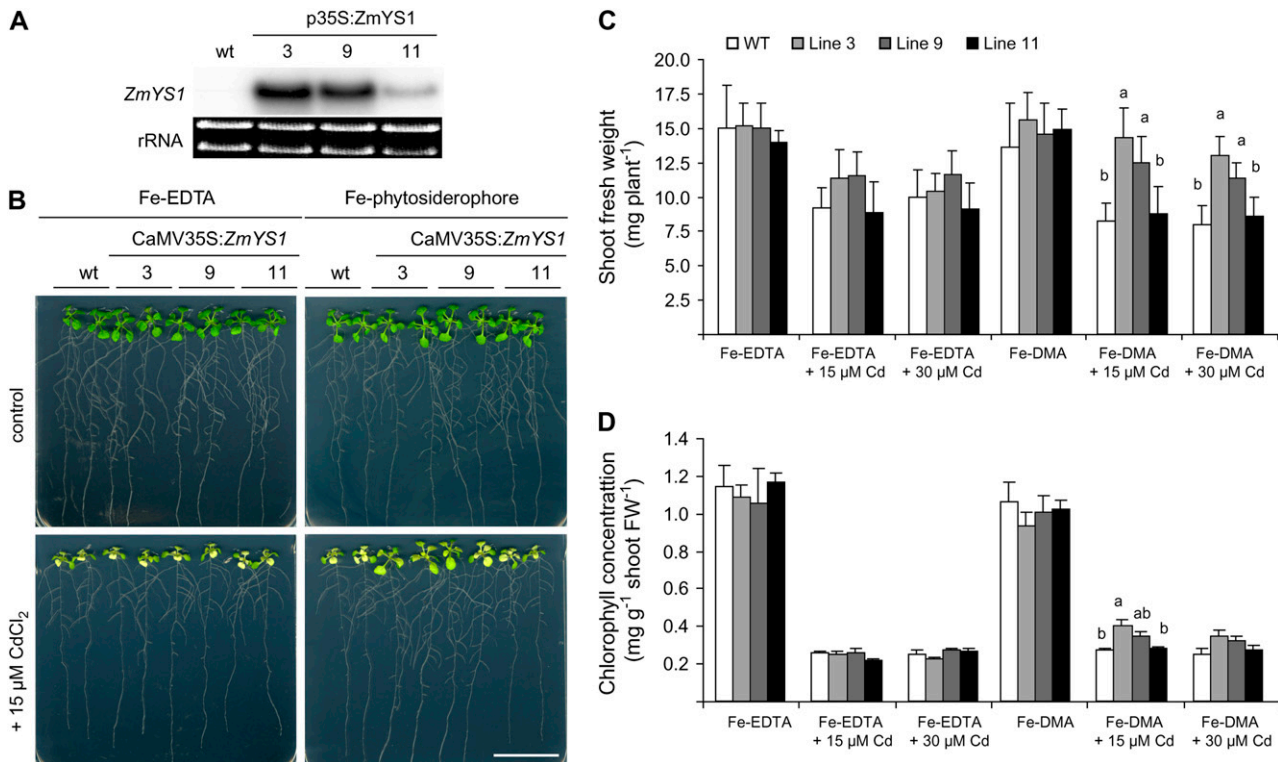 A
p35S:ZmYS1
wt 3 9 11
ZmYS1
rRNA
B
Fe-EDTA Fe-phytosiderophore
CaMV35S:ZmYS1 CaMV35S:ZmYS1
wt 3 9 11 wt 3 9 11
control
+ 15 µM CdCl₂
C
WT Line 3 Line 9 Line 11
Shoot fresh weight
(mg plant⁻¹)
20.0
17.5
15.0
12.5
10.0
7.5
5.0
2.5
b a a b b a a b
Fe-EDTA Fe-EDTA + 15 µM Cd Fe-EDTA + 30 µM Cd Fe-DMA Fe-DMA + 15 µM Cd Fe-DMA + 30 µM Cd
D
Chlorophyll concentration
(mg g⁻¹ shoot FW⁻¹)
1.4
1.2
1.0
0.8
0.6
0.4
0.2
b a ab b
Fe-EDTA Fe-EDTA + 15 µM Cd Fe-EDTA + 30 µM Cd Fe-DMA Fe-DMA + 15 µM Cd Fe-DMA + 30 µM Cd